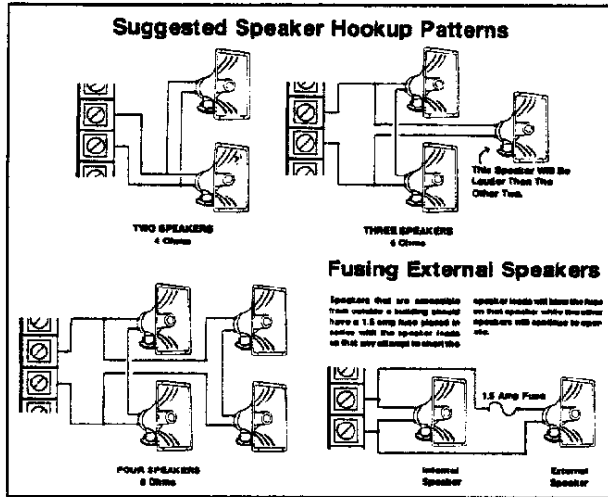 Suggested Speaker Hookup Patterns
TWO SPEAKERS
4 Ohms
This Speaker Will Be
Louder Than The
Other Two.
THREE SPEAKERS
6 Ohms
FOUR SPEAKERS
8 Ohms
Fusing External Speakers
Speakers that are accessible
from outside a building should
have a 1.5 amp fuse placed in
series with the speaker leads
so that any attempt to short the
speaker leads will blow the fuse
on that speaker while the other
speakers will continue to oper-
ate.
1.5 Amp Fuse
Internal
Speaker
External
Speaker